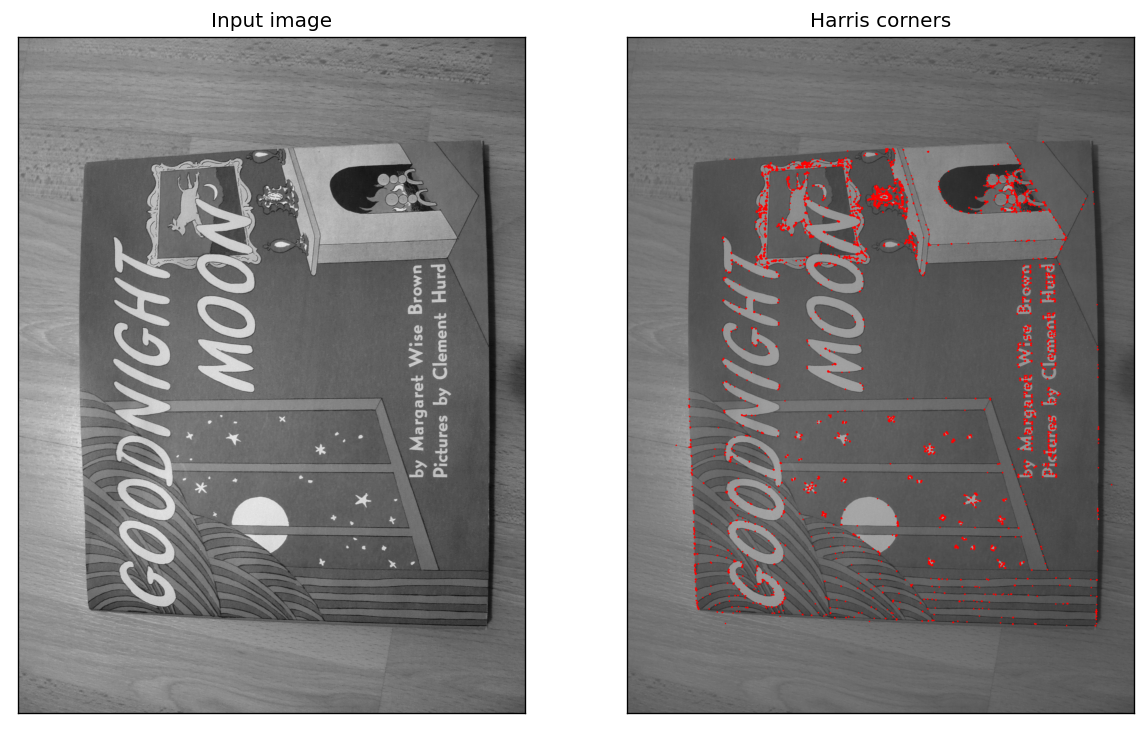 Input image
GOODNIGHT
MOON
by Margaret Wise Brown
Pictures by Clement Hurd
Harris corners
GOODNIGHT
MOON
by Margaret Wise Brown
Pictures by Clement Hurd